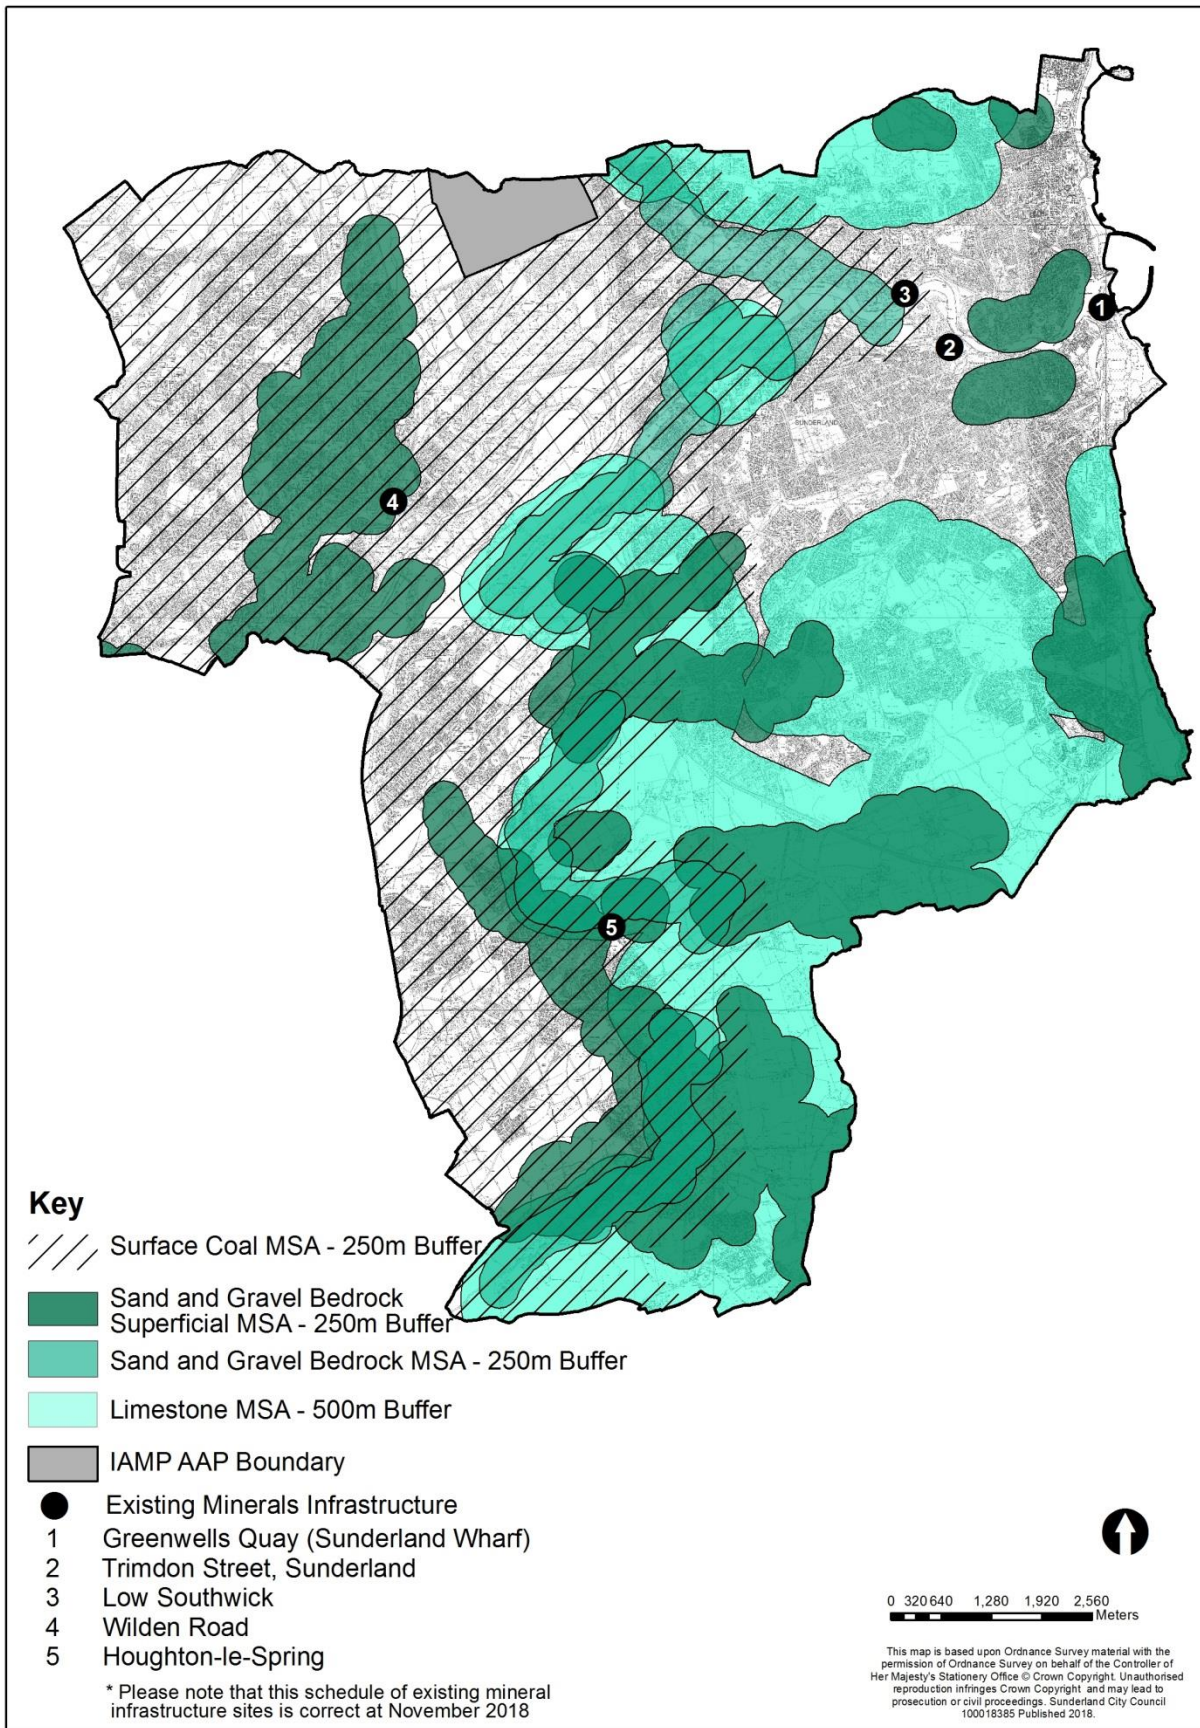 1
3
2
SUNDERLAND
4
5
Key
Surface Coal MSA - 250m Buffer
Sand and Gravel Bedrock
Superficial MSA - 250m Buffer
Sand and Gravel Bedrock MSA - 250m Buffer
Limestone MSA - 500m Buffer
IAMP AAP Boundary
Existing Minerals Infrastructure
1 Greenwells Quay (Sunderland Wharf)
2 Trimdon Street, Sunderland
3 Low Southwick
4 Wilden Road
5 Houghton-le-Spring
* Please note that this schedule of existing mineral
infrastructure sites is correct at November 2018
0 320 640 1,280 1,920 2,560
Meters
This map is based upon Ordnance Survey material with the
permission of Ordnance Survey on behalf of the Controller of
Her Majesty's Stationery Office © Crown Copyright. Unauthorised
reproduction infringes Crown Copyright and may lead to
prosecution or civil proceedings. Sunderland City Council
100018385 Published 2018.